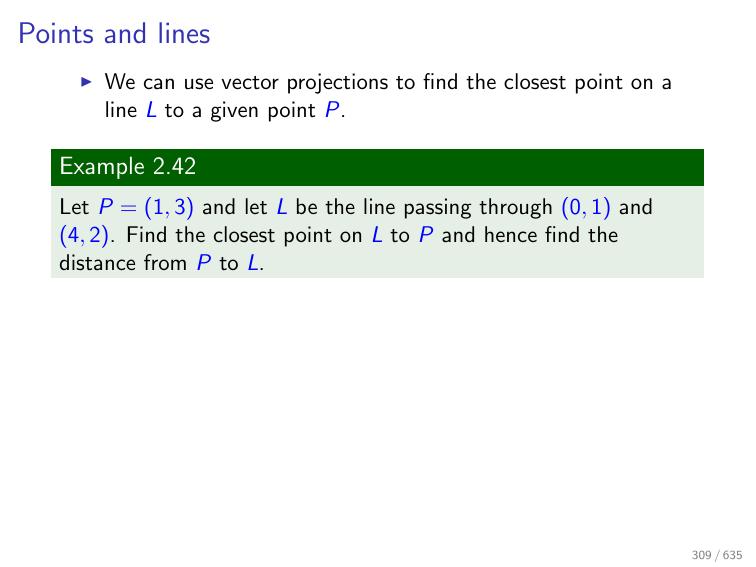 Points and lines
▶ We can use vector projections to find the closest point on a
line L to a given point P.
Example 2.42
Let P = (1, 3) and let L be the line passing through (0, 1) and
(4, 2). Find the closest point on L to P and hence find the
distance from P to L.
309 / 635